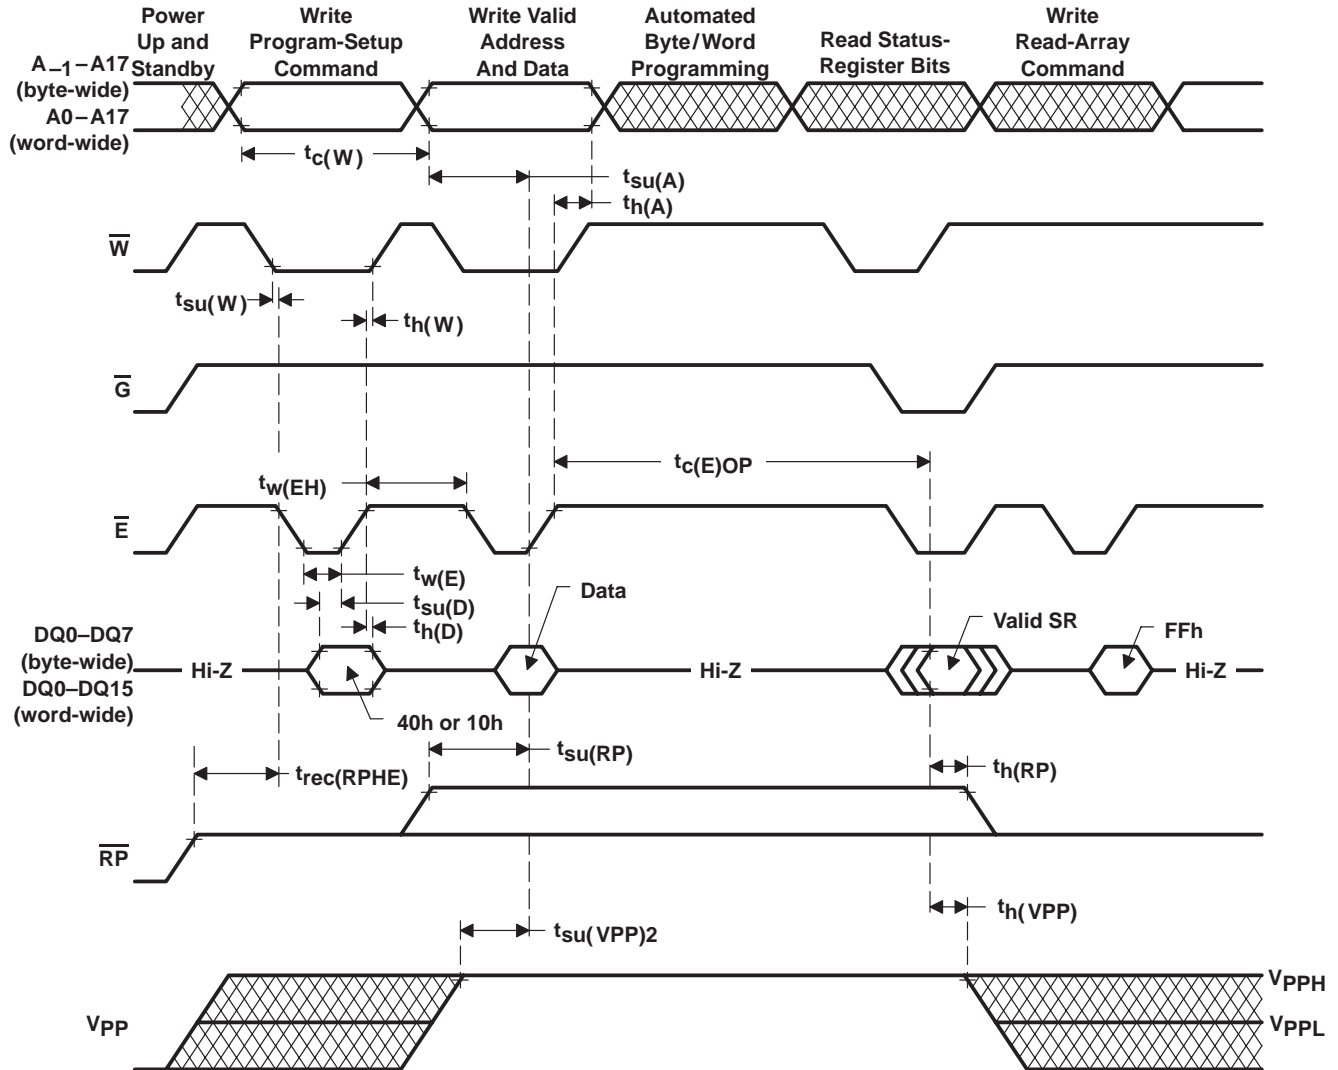 Power
Up and
Standby
Write
Program-Setup
Command
Write Valid
Address
And Data
Automated
Byte/Word
Programming
Read Status-
Register Bits
Write
Read-Array
Command
A–1–A17
(byte-wide)
A0–A17
(word-wide)
tc(W)
tsu(A)
th(A)
W
tsu(W)
th(W)
G
tc(E)OP
tw(EH)
E
tw(E)
tsu(D)
th(D)
Data
Valid SR
FFh
DQ0–DQ7
(byte-wide)
DQ0–DQ15
(word-wide)
Hi-Z
Hi-Z
Hi-Z
40h or 10h
tsu(RP)
trec(RPHE)
th(RP)
RP
th(VPP)
tsu(VPP)2
VPP
VPPH
VPPL